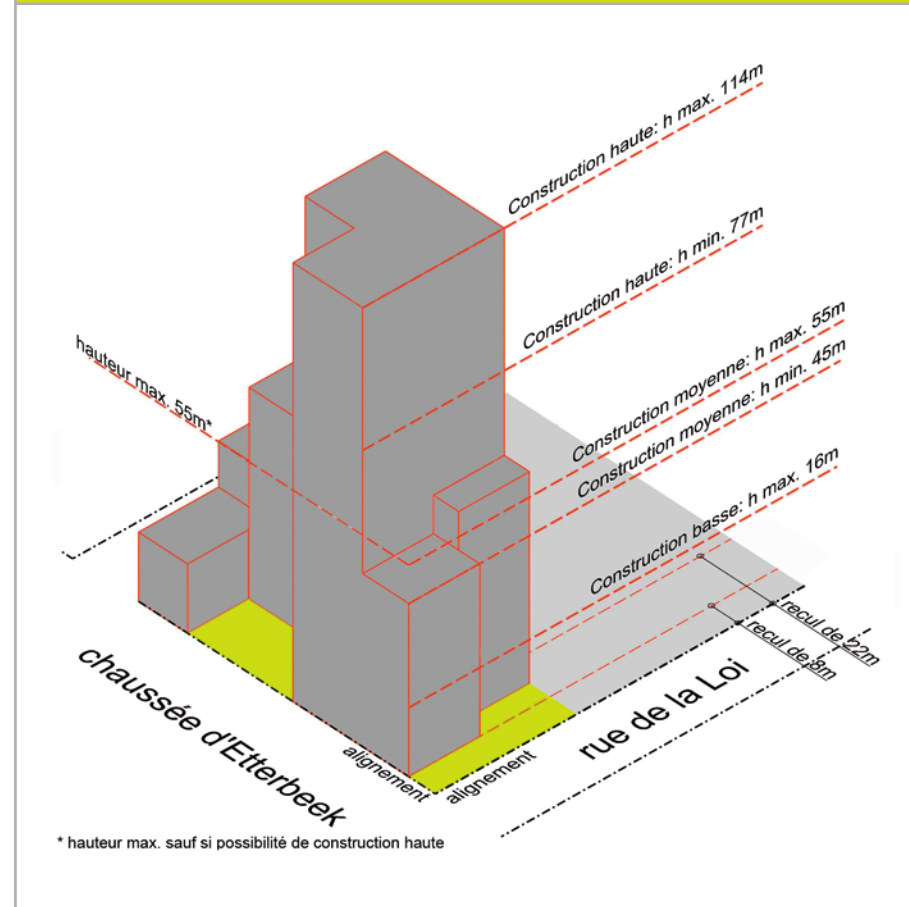 Construction haute: h max. 114m
Construction haute: h min. 77m
Construction moyenne: h max. 55m
Construction moyenne: h min. 45m
hauteur max. 55m*
Construction basse: h max. 16m
recul de 22m
recul de 8m
rue de la Loi
chaussée d'Etterbeek
alignement
alignement
* hauteur max. sauf si possibilité de construction haute